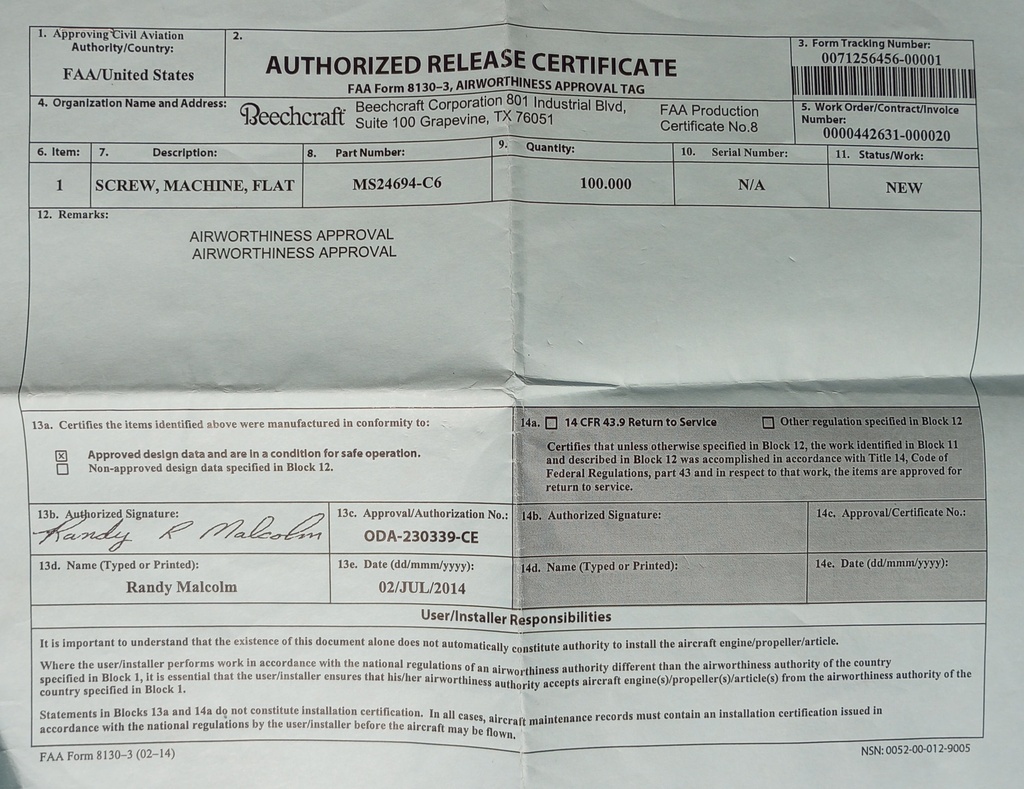 1. Approving Civil Aviation
Authority/Country:
FAA/United States
2.
AUTHORIZED RELEASE CERTIFICATE
FAA Form 8130–3, AIRWORTHINESS APPROVAL TAG
3. Form Tracking Number:
0071256456-00001
4. Organization Name and Address:
Beechcraft
Beechcraft Corporation 801 Industrial Blvd,
Suite 100 Grapevine, TX 76051
FAA Production
Certificate No.8
5. Work Order/Contract/Invoice
Number:
0000442631-000020
6. Item:
7. Description:
8. Part Number:
9. Quantity:
10. Serial Number:
11. Status/Work:
1
SCREW, MACHINE, FLAT
MS24694-C6
100.000
N/A
NEW
12. Remarks:
AIRWORTHINESS APPROVAL
AIRWORTHINESS APPROVAL
13a. Certifies the items identified above were manufactured in conformity to:
Approved design data and are in a condition for safe operation.
Non-approved design data specified in Block 12.
14a. 14 CFR 43.9 Return to Service
Other regulation specified in Block 12
Certifies that unless otherwise specified in Block 12, the work identified in Block 11
and described in Block 12 was accomplished in accordance with Title 14, Code of
Federal Regulations, part 43 and in respect to that work, the items are approved for
return to service.
13b. Authorized Signature:
Randy R Malcolm
13c. Approval/Authorization No.:
ODA-230339-CE
14b. Authorized Signature:
14c. Approval/Certificate No.:
13d. Name (Typed or Printed):
Randy Malcolm
13e. Date (dd/mmm/yyyy):
02/JUL/2014
14d. Name (Typed or Printed):
14e. Date (dd/mmm/yyyy):
User/Installer Responsibilities
It is important to understand that the existence of this document alone does not automatically constitute authority to install the aircraft engine/propeller/article.
Where the user/installer performs work in accordance with the national regulations of an airworthiness authority different than the airworthiness authority of the country
specified in Block 1, it is essential that the user/installer ensures that his/her airworthiness authority accepts aircraft engine(s)/propeller(s)/article(s) from the airworthiness authority of the
country specified in Block 1.
Statements in Blocks 13a and 14a do not constitute installation certification. In all cases, aircraft maintenance records must contain an installation certification issued in
accordance with the national regulations by the user/installer before the aircraft may be flown.
FAA Form 8130–3 (02-14)
NSN: 0052-00-012-9005